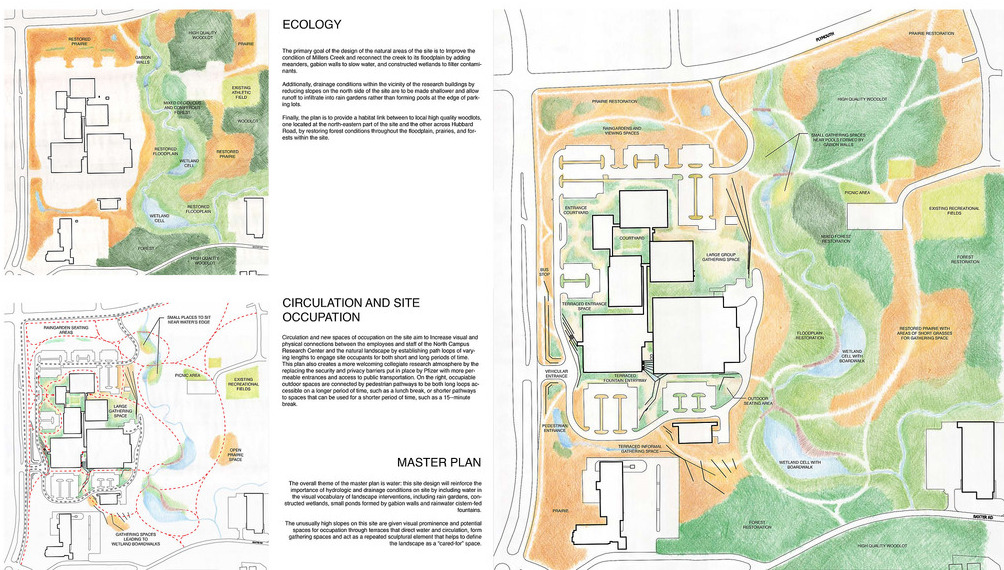 ECOLOGY
The primary goal of the design of the natural areas of the site is to improve the
condition of Millers Creek and reconnect the creek to its floodplain by adding
meanders, gabion walls to slow water, and constructed wetlands to filter contami-
nants.
Additionally, drainage conditions within the vicinity of the research buildings by
reducing slopes on the north side of the site are to be made shallower and allow
runoff to infiltrate into rain gardens rather than forming pools at the edge of park-
ing lots.
Finally, the plan is to provide a habitat link between to local high quality woodlots,
one located at the north-eastern part of the site and the other across Hubbard
Road, by restoring forest conditions throughout the floodplain, prairies, and for-
ests within the site.
RESTORED
PRAIRIE
HIGH QUALITY
WOODLOT
PRAIRIE
GABION
WALLS
EXISTING
ATHLETIC
FIELD
MIXED DECIDUOUS
AND CONIFEROUS
FOREST
WOODLOT
RESTORED
FLOODPLAIN
RESTORED
PRAIRIE
WETLAND
CELL
RESTORED
FLOODPLAIN
WETLAND
CELL
FOREST
HIGH QUALITY
WOODLOT
CIRCULATION AND SITE
OCCUPATION
Circulation and new spaces of occupation on the site aim to Increase visual and
physical connections between the employees and staff of the North Campus
Research Center and the natural landscape by establishing path loops of vary-
ing lengths to engage site occupants for both short and long periods of time.
This plan also creates a more welcoming collegiate research atmosphere by the
replacing the security and privacy barriers put in place by Pfizer with more per-
meable entrances and access to public transportation. On the right, occupiable
outdoor spaces are connected by pedestrian pathways to be both long loops ac-
cessible on a longer period of time, such as a lunch break, or shorter pathways
to spaces that can be used for a shorter period of time, such as a 15--minute
break.
RAINGARDEN SEATING
AREAS
SMALL PLACES TO SIT
NEAR WATER'S EDGE
PICNIC AREA
EXISTING
RECREATIONAL
FIELDS
LARGE
GATHERING
SPACE
OPEN
PRAIRIE
SPACE
GATHERING SPACES
LEADING TO
WETLAND BOARDWALKS
MASTER PLAN
The overall theme of the master plan is water; this site design will reinforce the
importance of hydrologic and drainage conditions on site by including water in
the visual vocabulary of landscape interventions, including rain gardens, con-
structed wetlands, small ponds formed by gabion walls and rainwater cistern-fed
fountains.
The unusually high slopes on this site are given visual prominence and potential
spaces for occupation through terraces that direct water and circulation, form
gathering spaces and act as a repeated sculptural element that helps to define
the landscape as a "cared-for" space.
PLYMOUTH
PRAIRIE RESTORATION
PRAIRIE RESTORATION
HIGH QUALITY WOODLOT
RAINGARDENS AND
VIEWING SPACES
SMALL GATHERING SPACES
NEAR POOLS FORMED BY
GABION WALLS
PICNIC AREA
ENTRANCE
COURTYARD
EXISTING RECREATIONAL
FIELDS
COURTYARD
MIXED FOREST
RESTORATION
LARGE GROUP
GATHERING SPACE
FOREST
RESTORATION
BUS
STOP
TERRACED ENTRANCE
SPACE
FLOODPLAIN
RESTORATION
RESTORED PRAIRIE WITH
AREAS OF SHORT GRASSES
FOR GATHERING SPACE
WETLAND
CELL WITH
BOARDWALK
VEHICULAR
ENTRANCE
TERRACED
FOUNTAIN ENTRYWAY
OUTDOOR
SEATING AREA
PEDESTRIAN
ENTRANCE
TERRACED INFORMAL
GATHERING SPACE
WETLAND CELL WITH
BOARDWALK
PRAIRIE
FOREST
RESTORATION
BAXTER RD
HIGH QUALITY WOODLOT